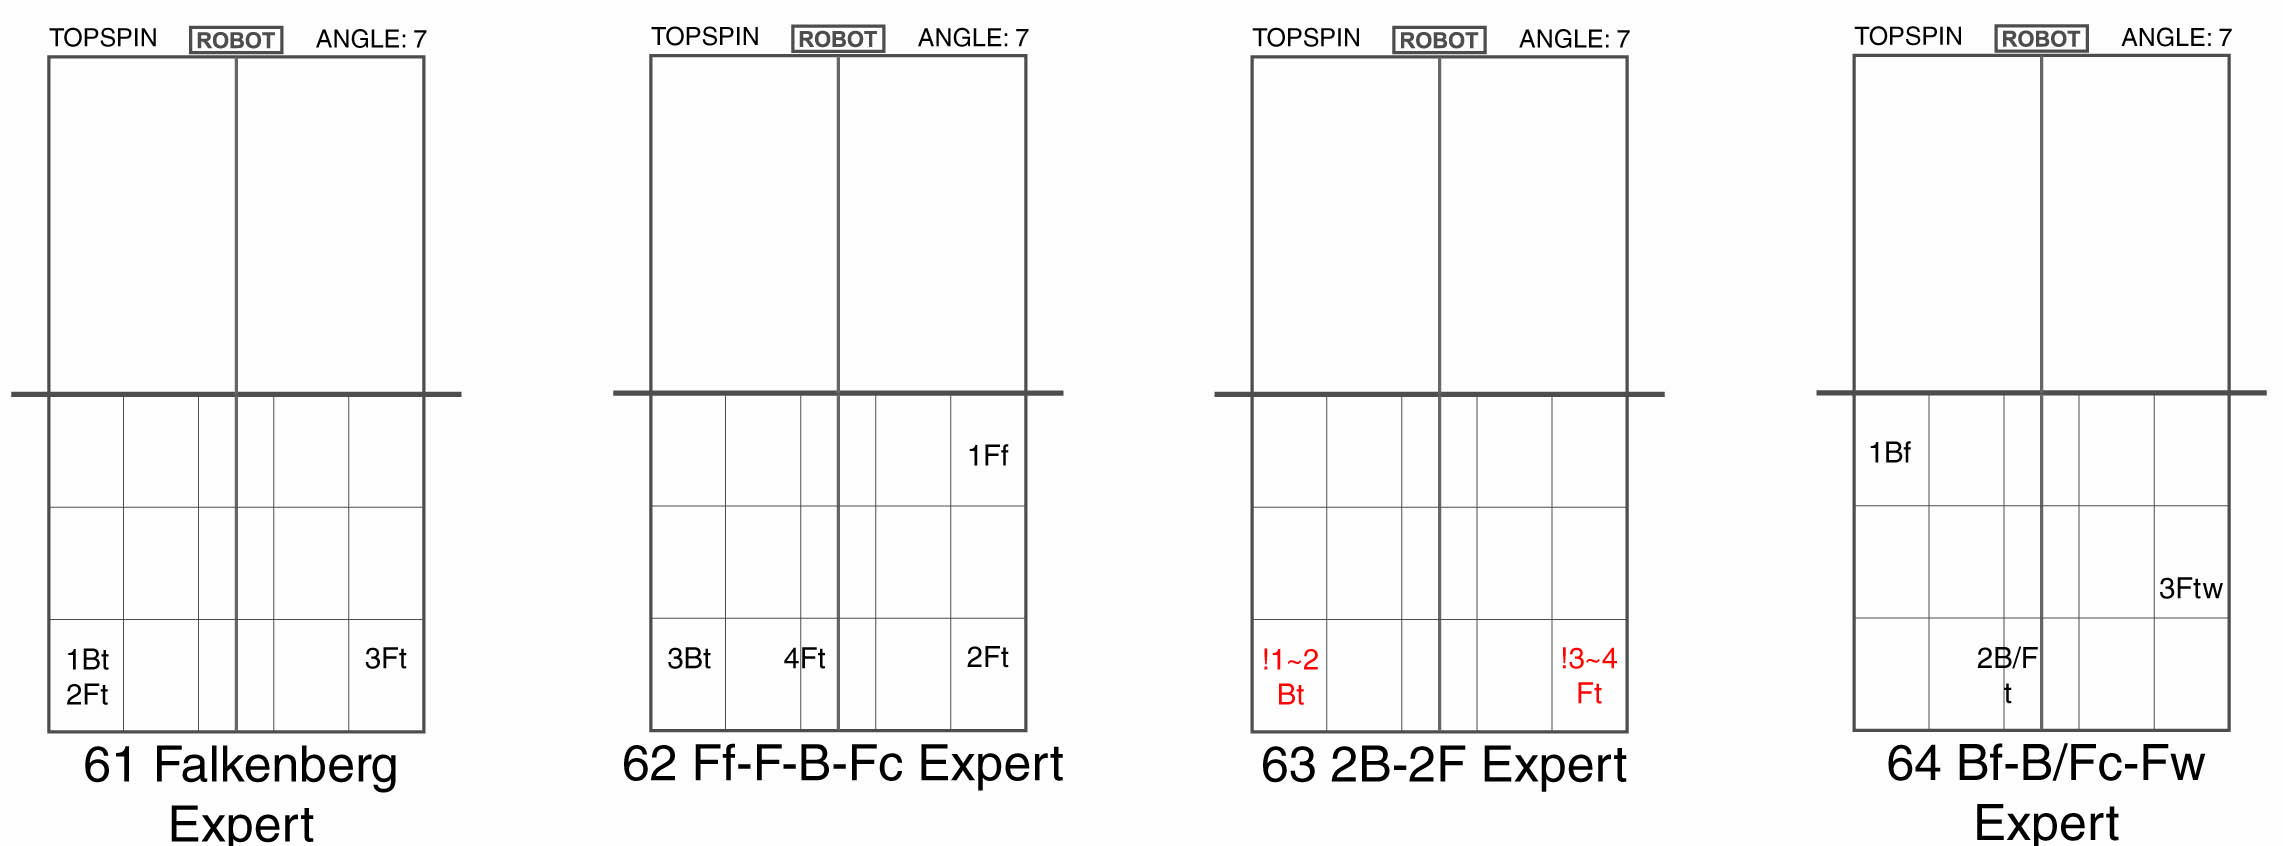 TOPSPIN ROBOT ANGLE: 7
1Bt
2Ft
3Ft
61 Falkenberg
Expert
TOPSPIN ROBOT ANGLE: 7
1Ff
3Bt 4Ft 2Ft
62 Ff-F-B-Fc Expert
TOPSPIN ROBOT ANGLE: 7
!1~2
Bt
!3~4
Ft
63 2B-2F Expert
TOPSPIN ROBOT ANGLE: 7
1Bf
3Ftw
2B/F
t
64 Bf-B/Fc-Fw
Expert